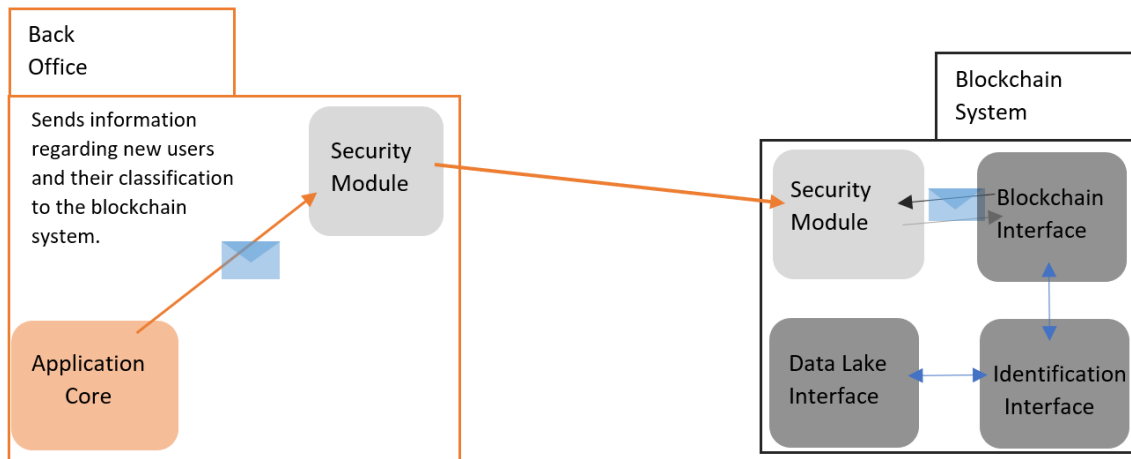 Back
Office
Sends information
regarding new users
and their classification
to the blockchain
system.
Security
Module
Application
Core
Blockchain
System
Security
Module
Blockchain
Interface
Data Lake
Interface
Identification
Interface